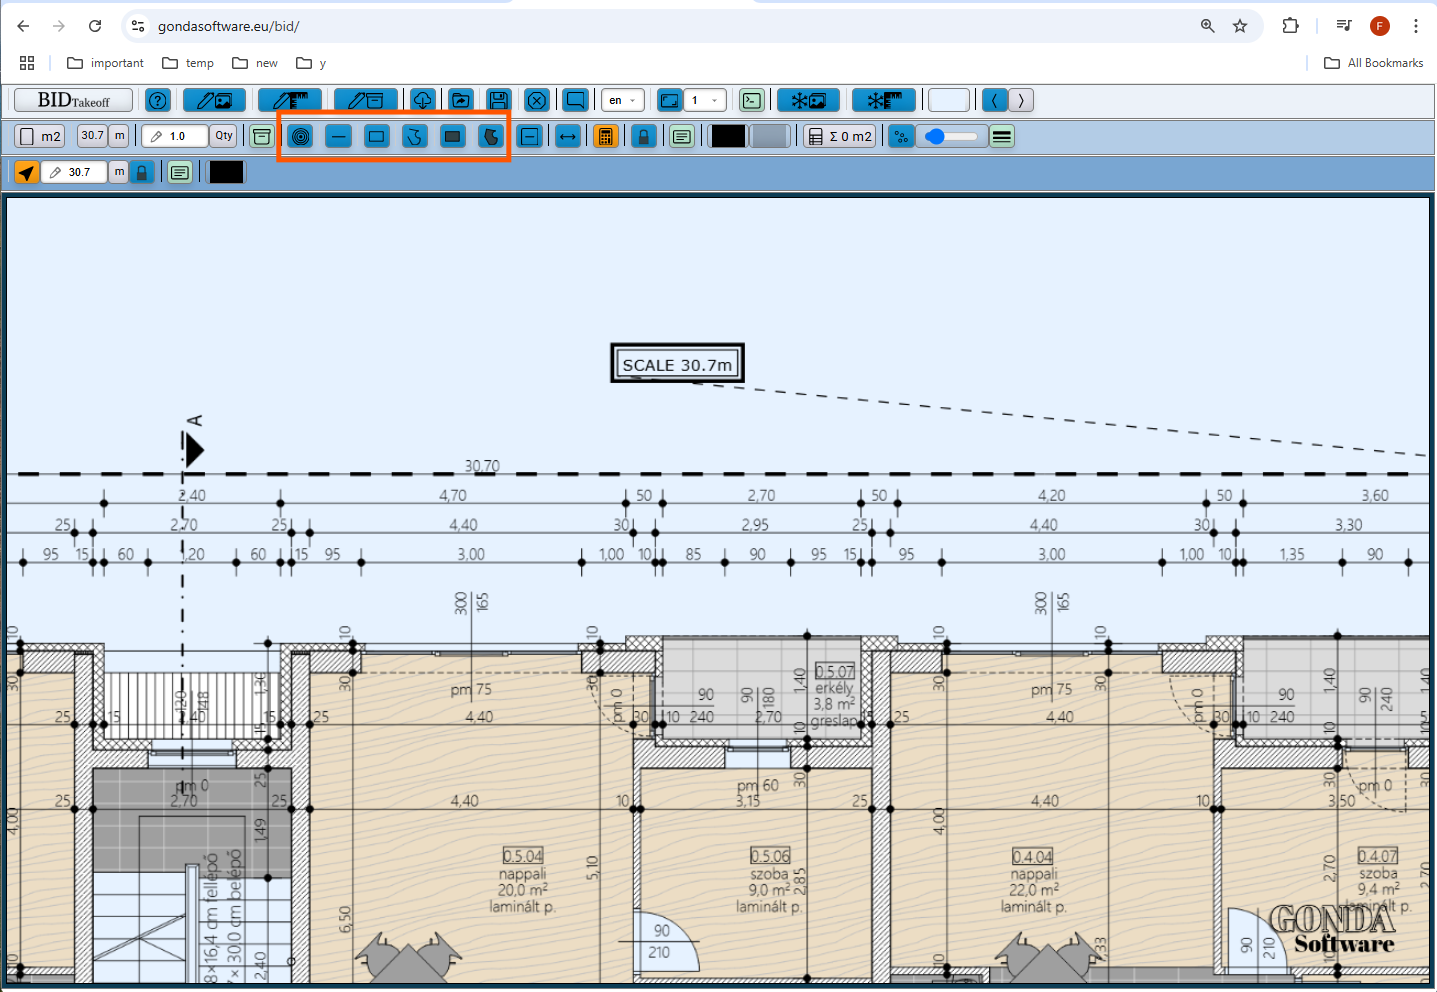 gondasoftware.eu/bid/
F
important temp new y All Bookmarks
BIDTakeoff ? en 1
m2 30.7 m 1.0 Qty Σ 0 m2
30.7 m
SCALE 30.7m
A
30,70
2,40 4,70 50 2,70 50 4,20 50 3,60
25 2,70 25 4,40 30 2,95 25 4,40 30 3,30
95 15 60 1,20 60 15 95 3,00 1,00 10 85 90 95 15 95 3,00 1,00 10 1,35 90
300 165 300 165
10 10 10 10 10
30 120 148 1,30 30 pm 75 30 pm 0 90 240 90 180 1,40 0.5.07 30 pm 75 30 pm 0 90 240 1,40 90 240 1,40
erkély
3,8 m²
greslap
25 15 2,40 15 25 4,40 30 10 2,70 25 4,40 30 10 10
pm 0 25 pm 60 30 30 pm 0
25 2,70 25 4,40 10 3,15 25 4,40 10 3,50
4,00 1,49 4,00
0.5.04
nappali
20,0 m²
laminált p.
5,10
0.5.06
szoba
9,0 m²
laminált p.
2,85
0.4.04
nappali
22,0 m²
laminált p.
2,70
0.4.07
szoba
9,4 m²
laminált p.
2,70
8×16,4 cm fellépő
7× 30,0 cm belépő
2,40
6,50
90
210
1,33
90
210
10 10 10
GONDA
Software